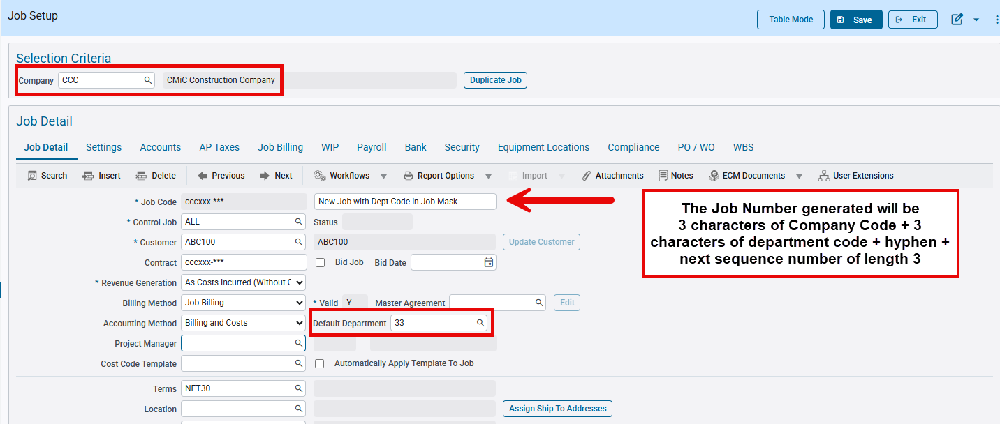 Job Setup
Table Mode
Save
Exit
Selection Criteria
Company CCC CMiC Construction Company
Duplicate Job
Job Detail
Job Detail Settings Accounts AP Taxes Job Billing WIP Payroll Bank Security Equipment Locations Compliance PO / WO WBS
Search Insert Delete Previous Next Workflows Report Options Import Attachments Notes ECM Documents User Extensions
* Job Code cccxxx-*** New Job with Dept Code in Job Mask
* Control Job ALL Status
* Customer ABC100 ABC100 Update Customer
Contract cccxxx-*** Bid Job Bid Date
* Revenue Generation As Costs Incurred (Without
Billing Method Job Billing * Valid Y Master Agreement Edit
Accounting Method Billing and Costs Default Department 33
Project Manager
Cost Code Template Automatically Apply Template To Job
Terms NET30
Location Assign Ship To Addresses
The Job Number generated will be
3 characters of Company Code + 3
characters of department code + hyphen +
next sequence number of length 3